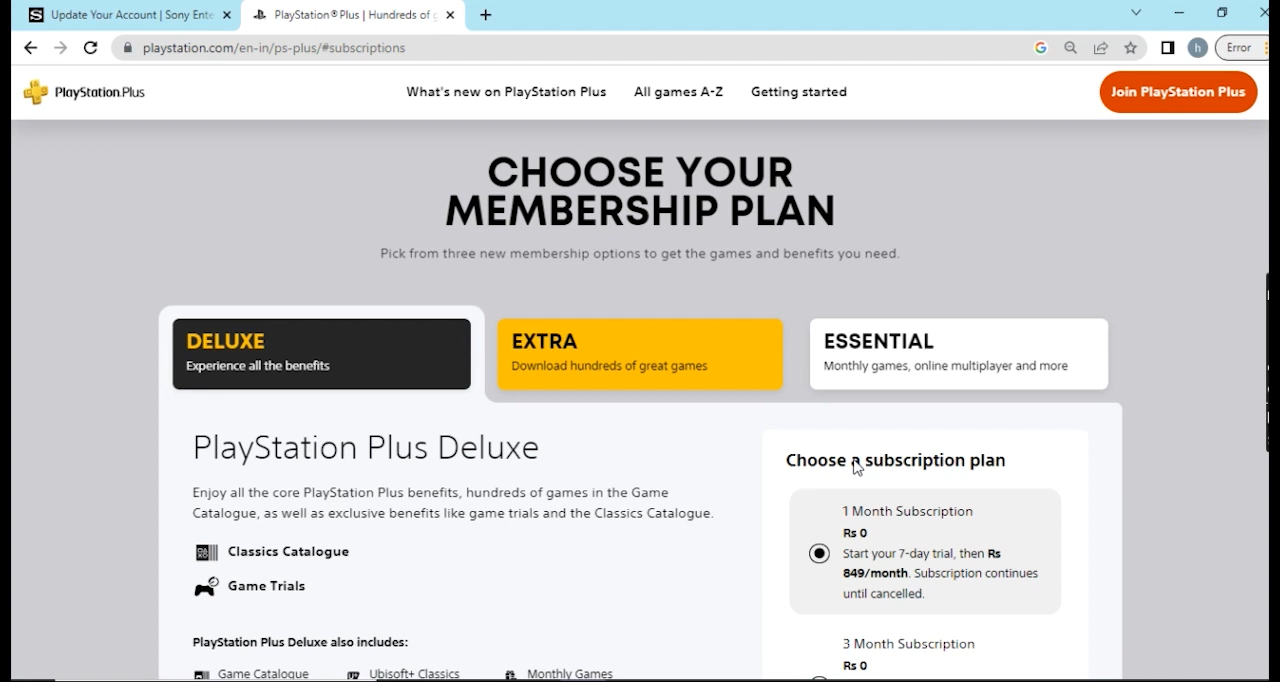 Update Your Account | Sony Ente
PlayStation®Plus | Hundreds of g
playstation.com/en-in/ps-plus/#subscriptions
h
Error
PlayStation.Plus
What's new on PlayStation Plus
All games A-Z
Getting started
Join PlayStation Plus
CHOOSE YOUR
MEMBERSHIP PLAN
Pick from three new membership options to get the games and benefits you need.
DELUXE
Experience all the benefits
EXTRA
Download hundreds of great games
ESSENTIAL
Monthly games, online multiplayer and more
PlayStation Plus Deluxe
Enjoy all the core PlayStation Plus benefits, hundreds of games in the Game
Catalogue, as well as exclusive benefits like game trials and the Classics Catalogue.
Classics Catalogue
Game Trials
PlayStation Plus Deluxe also includes:
Game Catalogue
Ubisoft+ Classics
Monthly Games
Choose a subscription plan
1 Month Subscription
Rs 0
Start your 7-day trial, then Rs
849/month. Subscription continues
until cancelled.
3 Month Subscription
Rs 0